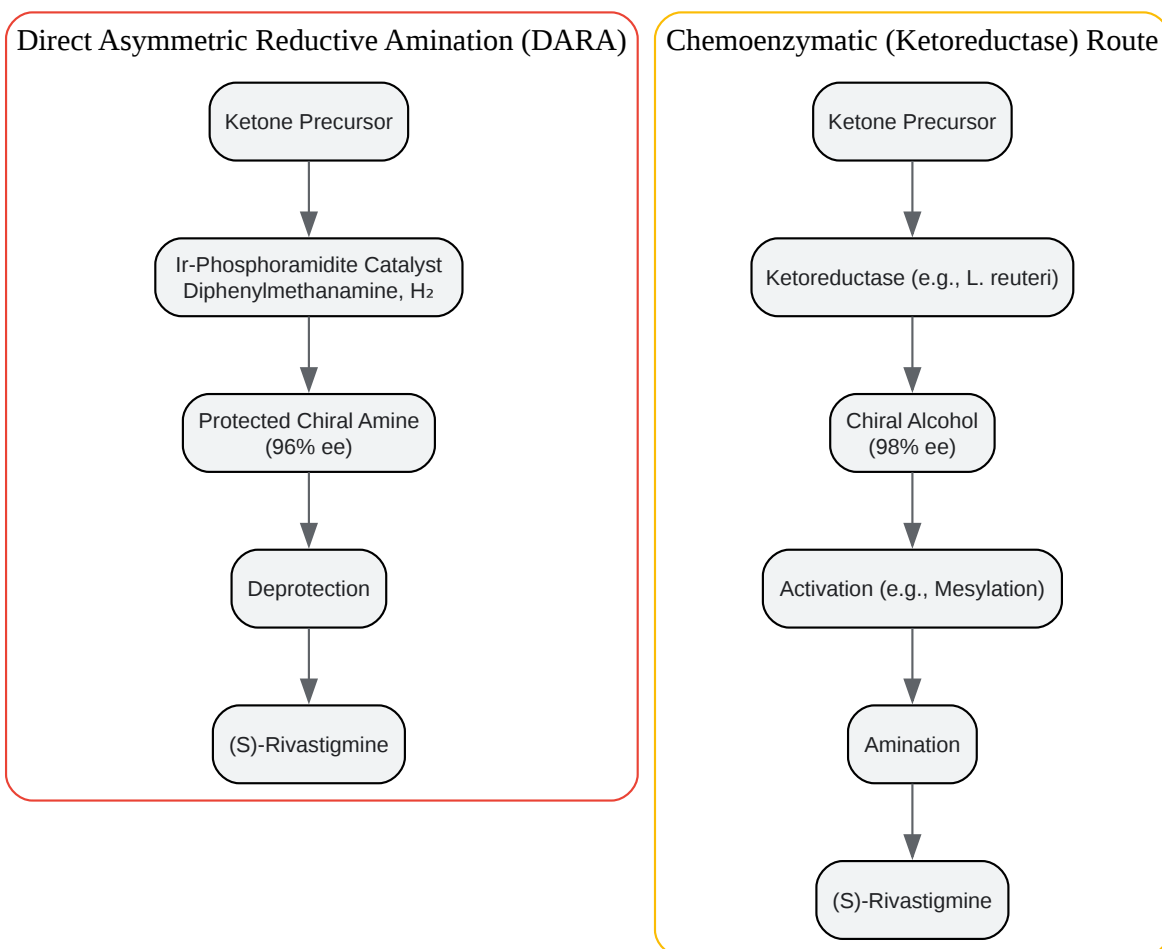 Direct Asymmetric Reductive Amination (DARA)
Ketone Precursor
Ir-Phosphoramidite Catalyst
Diphenylmethanamine, H₂
Protected Chiral Amine
(96% ee)
Deprotection
(S)-Rivastigmine
Chemoenzymatic (Ketoreductase) Route
Ketone Precursor
Ketoreductase (e.g., L. reuteri)
Chiral Alcohol
(98% ee)
Activation (e.g., Mesylation)
Amination
(S)-Rivastigmine